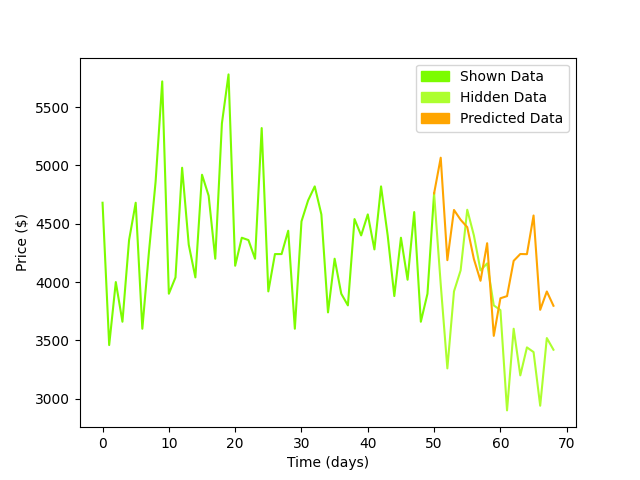 Shown Data
Hidden Data
Predicted Data
5500
5000
4500
4000
3500
3000
Price ($)
0 10 20 30 40 50 60 70
Time (days)